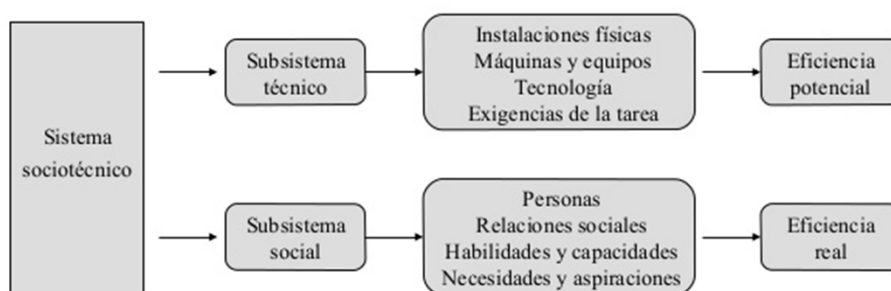 Sistema
sociotécnico
Subsistema
técnico
Instalaciones físicas
Máquinas y equipos
Tecnología
Exigencias de la tarea
Eficiencia
potencial
Subsistema
social
Personas
Relaciones sociales
Habilidades y capacidades
Necesidades y aspiraciones
Eficiencia
real